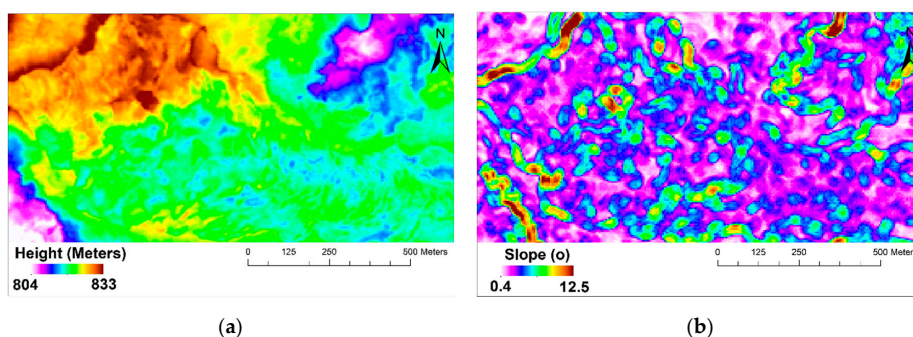 N
Height (Meters)
804 833
0 125 250 500 Meters
(a)
N
Slope (o)
0.4 12.5
0 125 250 500 Meters
(b)